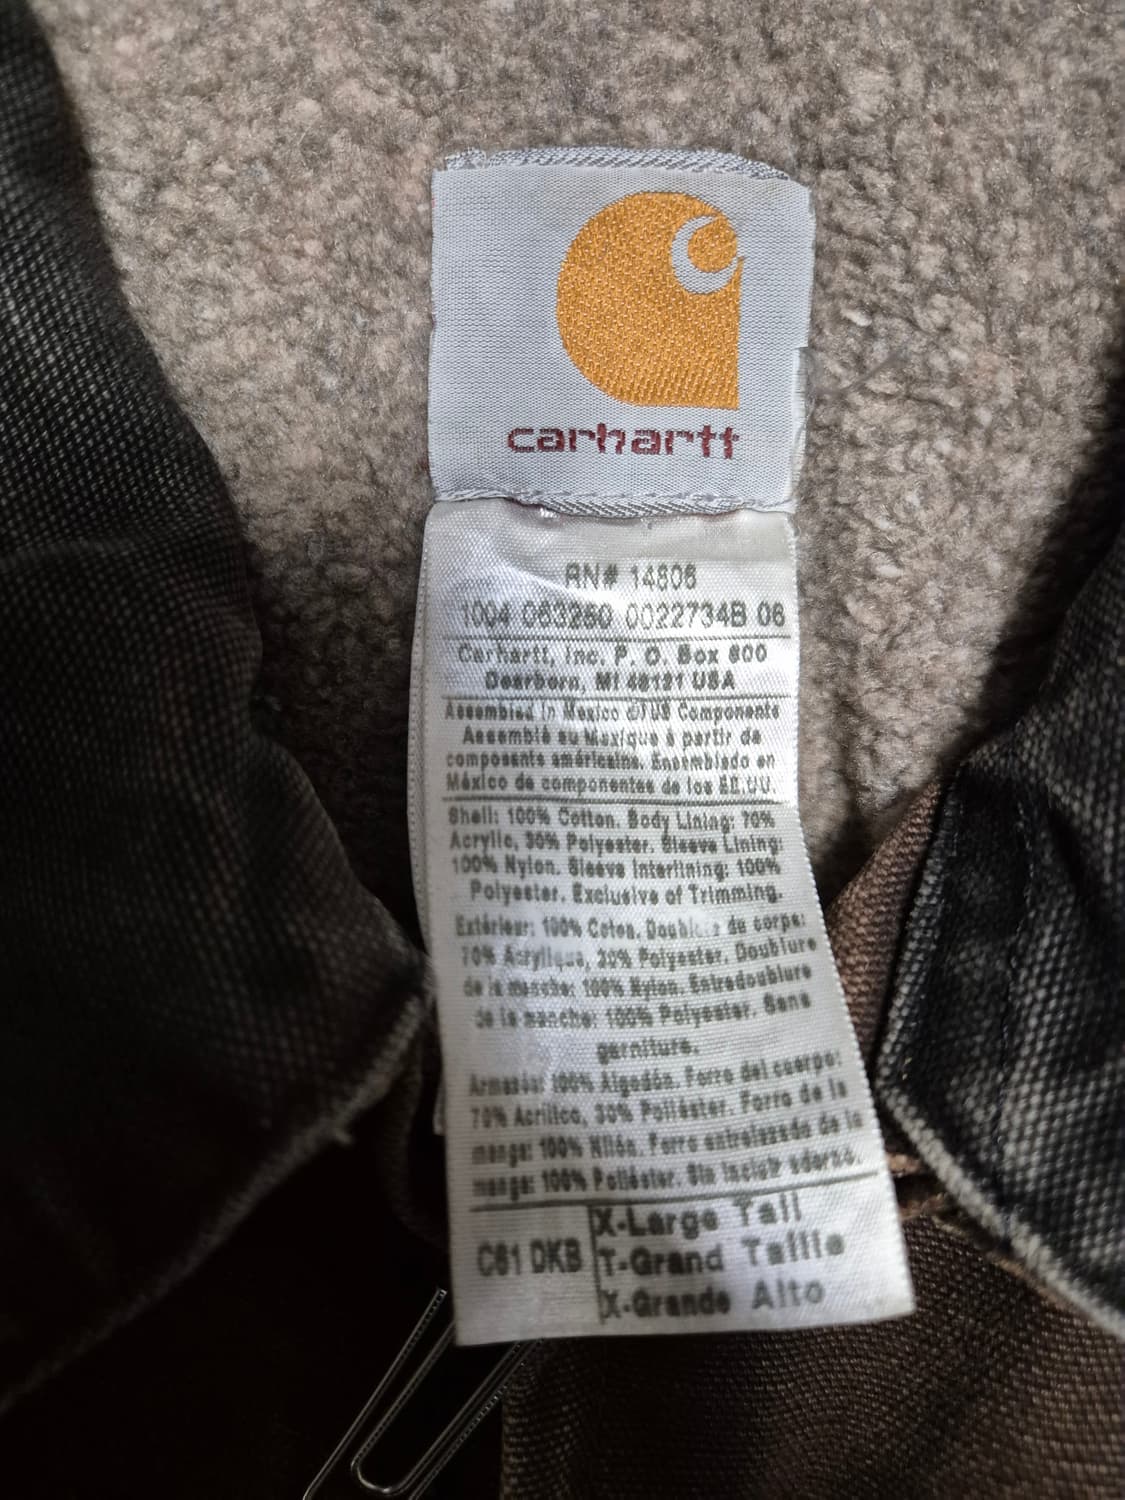 carhartt
RN# 14806
1004 063260 0022734B 06
Carhartt, Inc. P. O. Box 600
Dearborn, MI 48121 USA
Assembled in Mexico of US Components
Assemblé au Mexique à partir de
composants américains. Ensamblado en
México de componentes de los EE.UU.
Shell: 100% Cotton. Body Lining: 70%
Acrylic, 30% Polyester. Sleeve Lining:
100% Nylon. Sleeve Interlining: 100%
Polyester. Exclusive of Trimming.
Extérieur: 100% Coton. Doublure du corps:
70% Acrylique, 30% Polyester. Doublure
de la manche: 100% Nylon. Entredoublure
de la manche: 100% Polyester. Sans
garniture.
Armazón: 100% Algodón. Forro del cuerpo:
70% Acrílico, 30% Poliéster. Forro de la
manga: 100% Nilón. Forro entrelazado de la
manga: 100% Poliéster. Sin incluir adorno.
C61 DKB
X-Large Tall
T-Grand Taille
X-Grande Alto